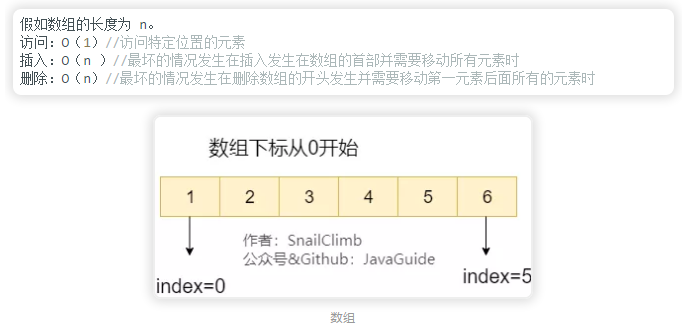 假如数组的长度为 n。
访问：O（1）//访问特定位置的元素
插入：O（n ）//最坏的情况发生在插入发生在数组的首部并需要移动所有元素时
删除：O（n）//最坏的情况发生在删除数组的开头发生并需要移动第一元素后面所有的元素时
数组下标从0开始
1 2 3 4 5 6
作者：SnailClimb
公众号&Github：JavaGuide
index=0 index=5
数组